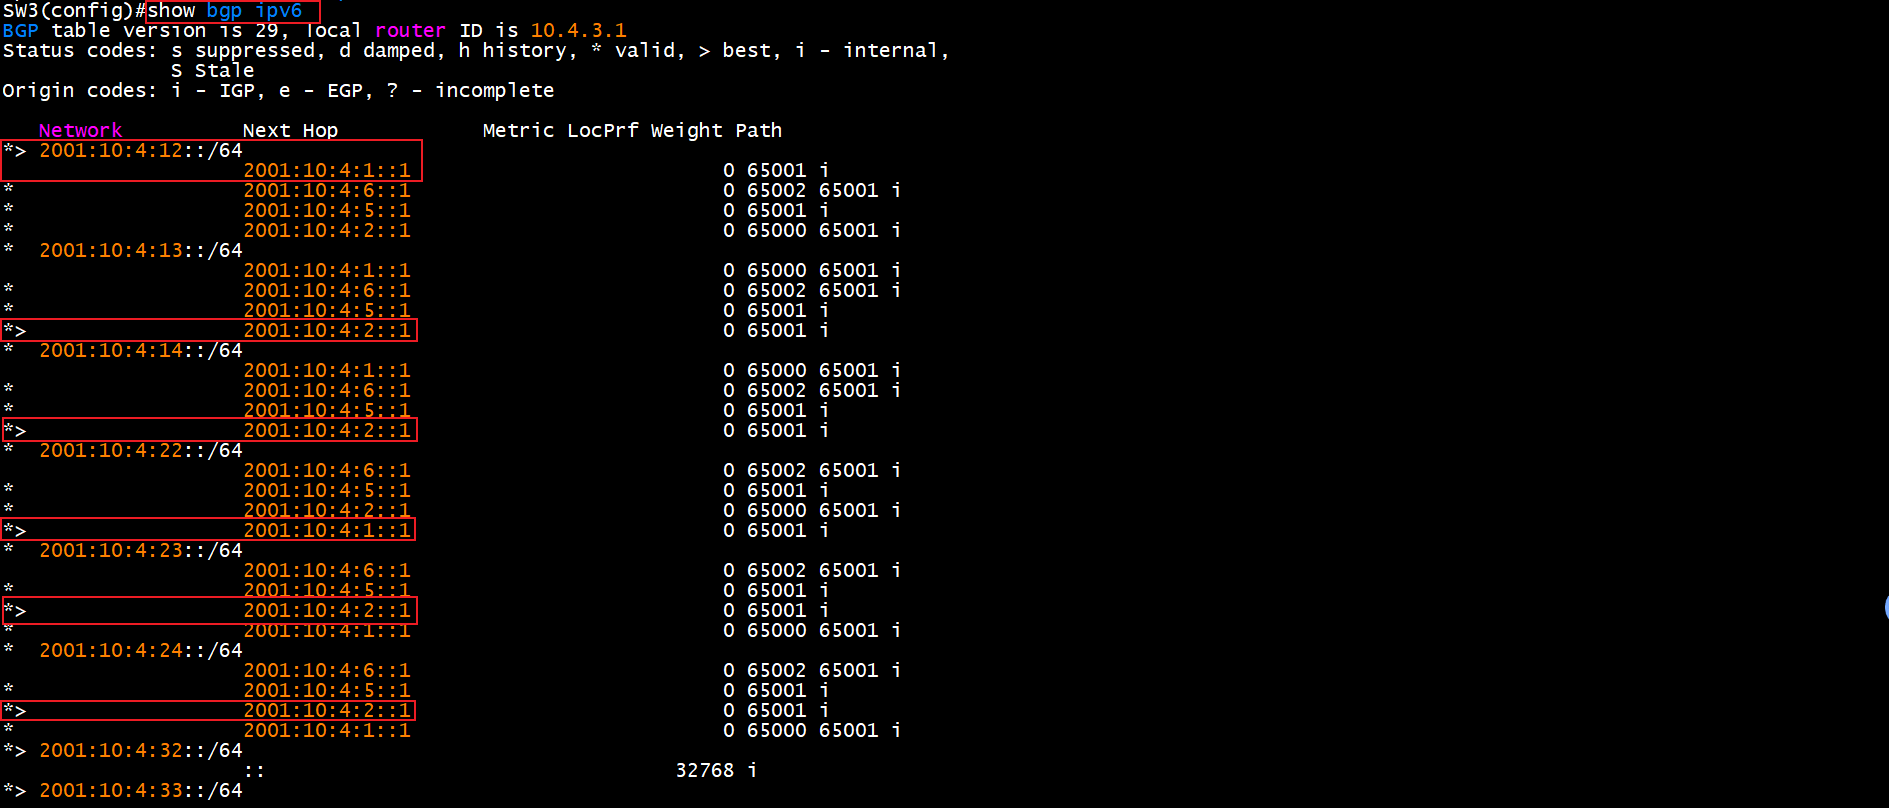 SW3(config)#show bgp ipv6
BGP table version is 29, local router ID is 10.4.3.1
Status codes: s suppressed, d damped, h history, * valid, > best, i - internal,
              S Stale
Origin codes: i - IGP, e - EGP, ? - incomplete
   Network          Next Hop            Metric LocPrf Weight Path
*> 2001:10:4:12::/64
                    2001:10:4:1::1                          0 65001 i
*                   2001:10:4:6::1                          0 65002 65001 i
*                   2001:10:4:5::1                          0 65001 i
*                   2001:10:4:2::1                          0 65000 65001 i
*  2001:10:4:13::/64
                    2001:10:4:1::1                          0 65000 65001 i
*                   2001:10:4:6::1                          0 65002 65001 i
*                   2001:10:4:5::1                          0 65001 i
*>                  2001:10:4:2::1                          0 65001 i
*  2001:10:4:14::/64
                    2001:10:4:1::1                          0 65000 65001 i
*                   2001:10:4:6::1                          0 65002 65001 i
*                   2001:10:4:5::1                          0 65001 i
*>                  2001:10:4:2::1                          0 65001 i
*  2001:10:4:22::/64
                    2001:10:4:6::1                          0 65002 65001 i
*                   2001:10:4:5::1                          0 65001 i
*                   2001:10:4:2::1                          0 65000 65001 i
*>                  2001:10:4:1::1                          0 65001 i
*  2001:10:4:23::/64
                    2001:10:4:6::1                          0 65002 65001 i
*                   2001:10:4:5::1                          0 65001 i
*>                  2001:10:4:2::1                          0 65001 i
*                   2001:10:4:1::1                          0 65000 65001 i
*  2001:10:4:24::/64
                    2001:10:4:6::1                          0 65002 65001 i
*                   2001:10:4:5::1                          0 65001 i
*>                  2001:10:4:2::1                          0 65001 i
*                   2001:10:4:1::1                          0 65000 65001 i
*> 2001:10:4:32::/64
                    ::                                  32768 i
*> 2001:10:4:33::/64